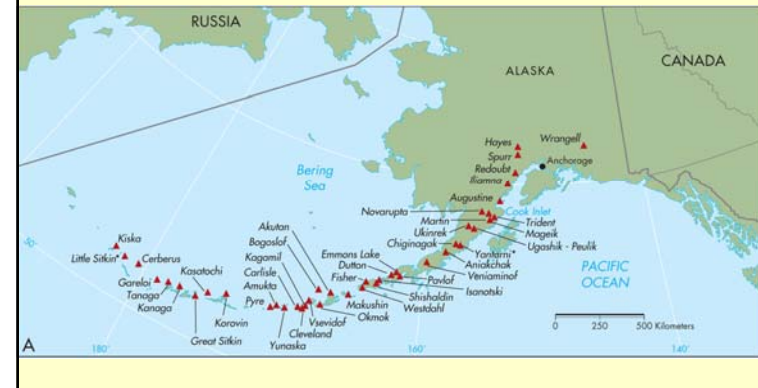 RUSSIA
CANADA
ALASKA
Hayes
Wrangell
Spurr
Redoubt
Anchorage
Iliamna
Bering
Sea
Augustine
Novarupta
Cook Inlet
Martin
Trident
Ukinrek
Mageik
Akutan
Chiginagak
Ugashik - Peulik
Kiska
Bogoslof
Yantarni*
Little Sitkin*
Cerberus
Kagamil
Emmons Lake
Aniakchak
PACIFIC
OCEAN
Kasatochi
Carlisle
Dutton
Veniaminof
Gareloi
Amukta
Fisher
Pavlof
Tanaga
Isanotski
Kanaga
Pyre
Makushin
Shishaldin
Korovin
Vsevidof
Okmok
Westdahl
0 250 500 Kilometers
Great Sitkin
Cleveland
Yunaska
A
180°
160°
140°